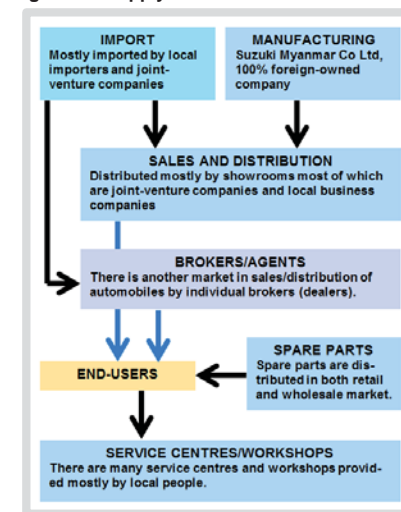 IMPORT
Mostly imported by local
importers and joint-
venture companies
MANUFACTURING
Suzuki Myanmar Co Ltd,
100% foreign-owned
company
SALES AND DISTRIBUTION
Distributed mostly by showrooms most of which
are joint-venture companies and local business
companies
BROKERS/AGENTS
There is another market in sales/distribution of
automobiles by individual brokers (dealers).
END-USERS
SPARE PARTS
Spare parts are dis-
tributed in both retail
and wholesale market.
SERVICE CENTRES/WORKSHOPS
There are many service centres and workshops provid-
ed mostly by local people.